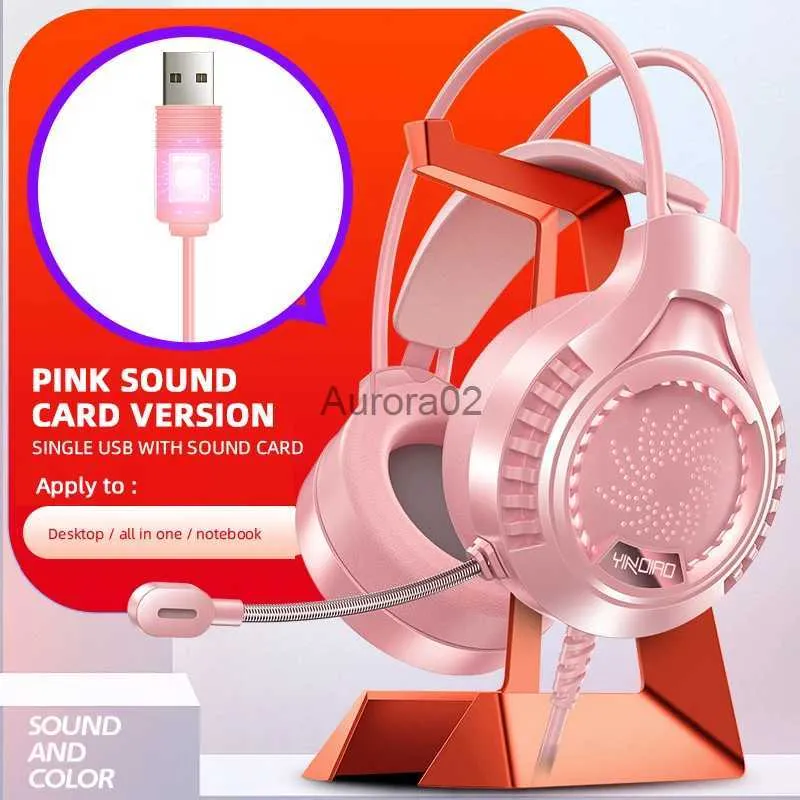 PINK SOUND
CARD VERSION
SINGLE USB WITH SOUND CARD
Apply to :
Desktop / all in one / notebook
Aurora02
YINDIAO
SOUND
AND
COLOR